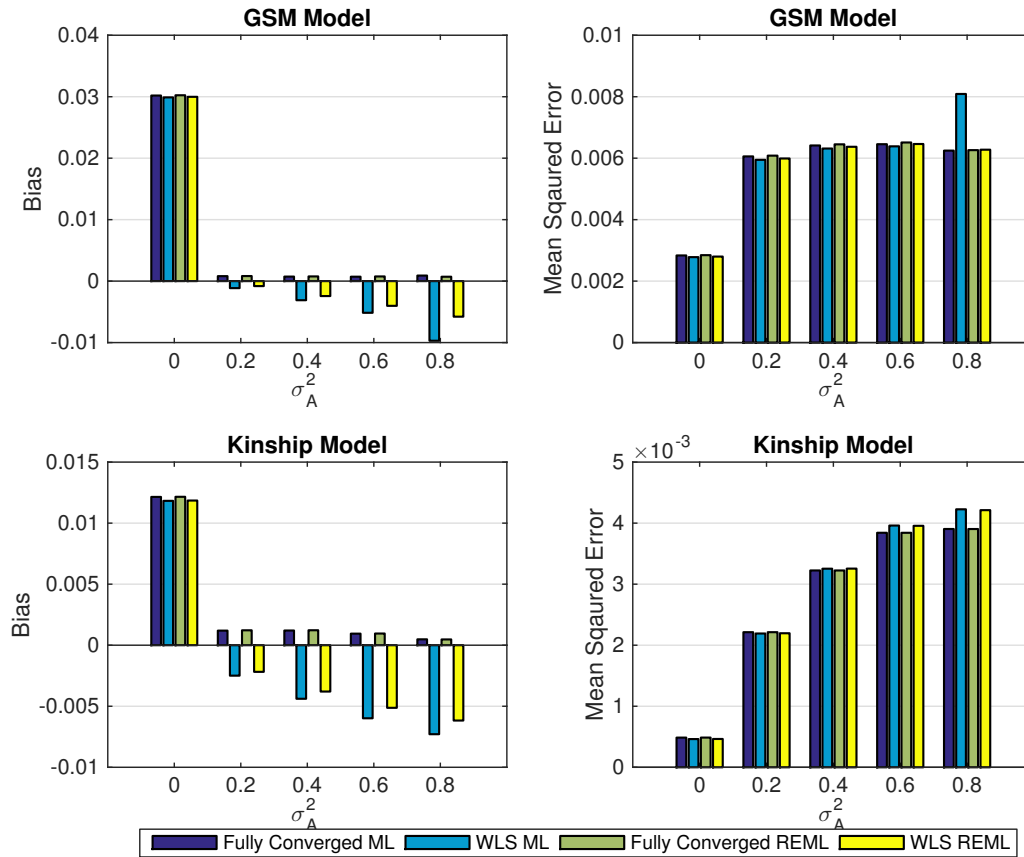 GSM Model
0.04
0.03
0.02
0.01
0
-0.01
Bias
0 0.2 0.4 0.6 0.8
σ²_A
GSM Model
0.01
0.008
0.006
0.004
0.002
0
Mean Sqaured Error
0 0.2 0.4 0.6 0.8
σ²_A
Kinship Model
0.015
0.01
0.005
0
-0.005
-0.01
Bias
0 0.2 0.4 0.6 0.8
σ²_A
Kinship Model
×10⁻³
5
4
3
2
1
0
Mean Sqaured Error
0 0.2 0.4 0.6 0.8
σ²_A
Fully Converged ML WLS ML Fully Converged REML WLS REML